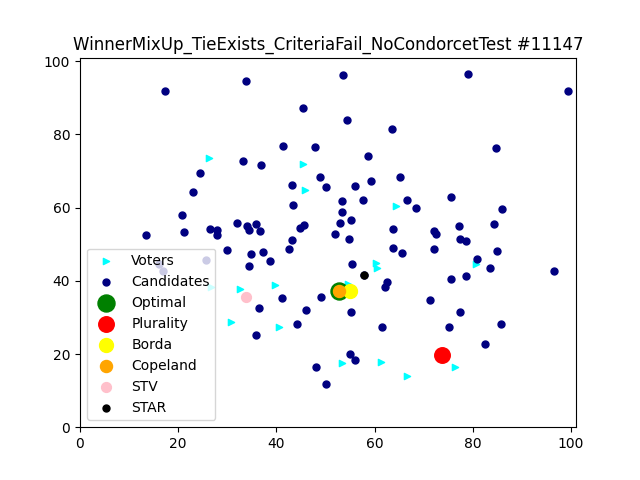 WinnerMixUp_TieExists_CriteriaFail_NoCondorcetTest #11147
100
80
60
40
20
0
Voters
Candidates
Optimal
Plurality
Borda
Copeland
STV
STAR
0 20 40 60 80 100